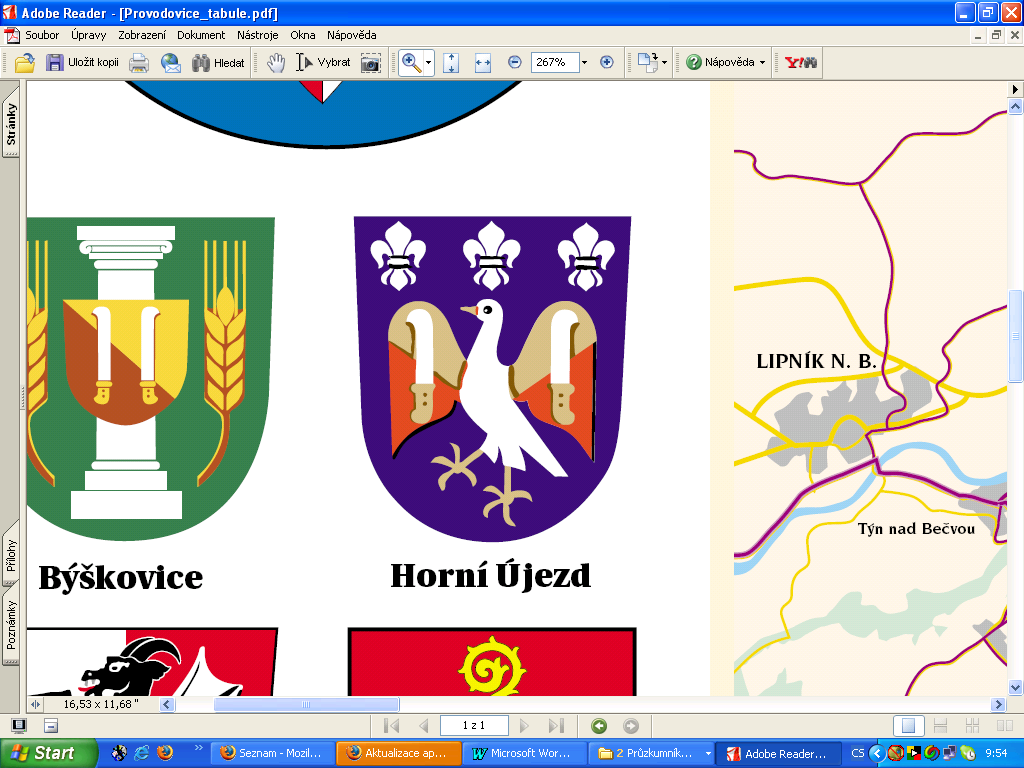 Adobe Reader - [Provodovice_tabule.pdf]
Soubor Úpravy Zobrazení Dokument Nástroje Okna Nápověda
Uložit kopii Hledat Vybrat 267% Nápověda Y!
Stránky
LIPNÍK N. B.
Týn nad Bečvou
Býškovice
Horní Újezd
Přílohy
Poznámky
16,53 x 11,68 "
1 z 1
Start Seznam - Mozil... Aktualizace ap... Microsoft Wor... 2 Průzkumník... Adobe Reader... CS 9:54